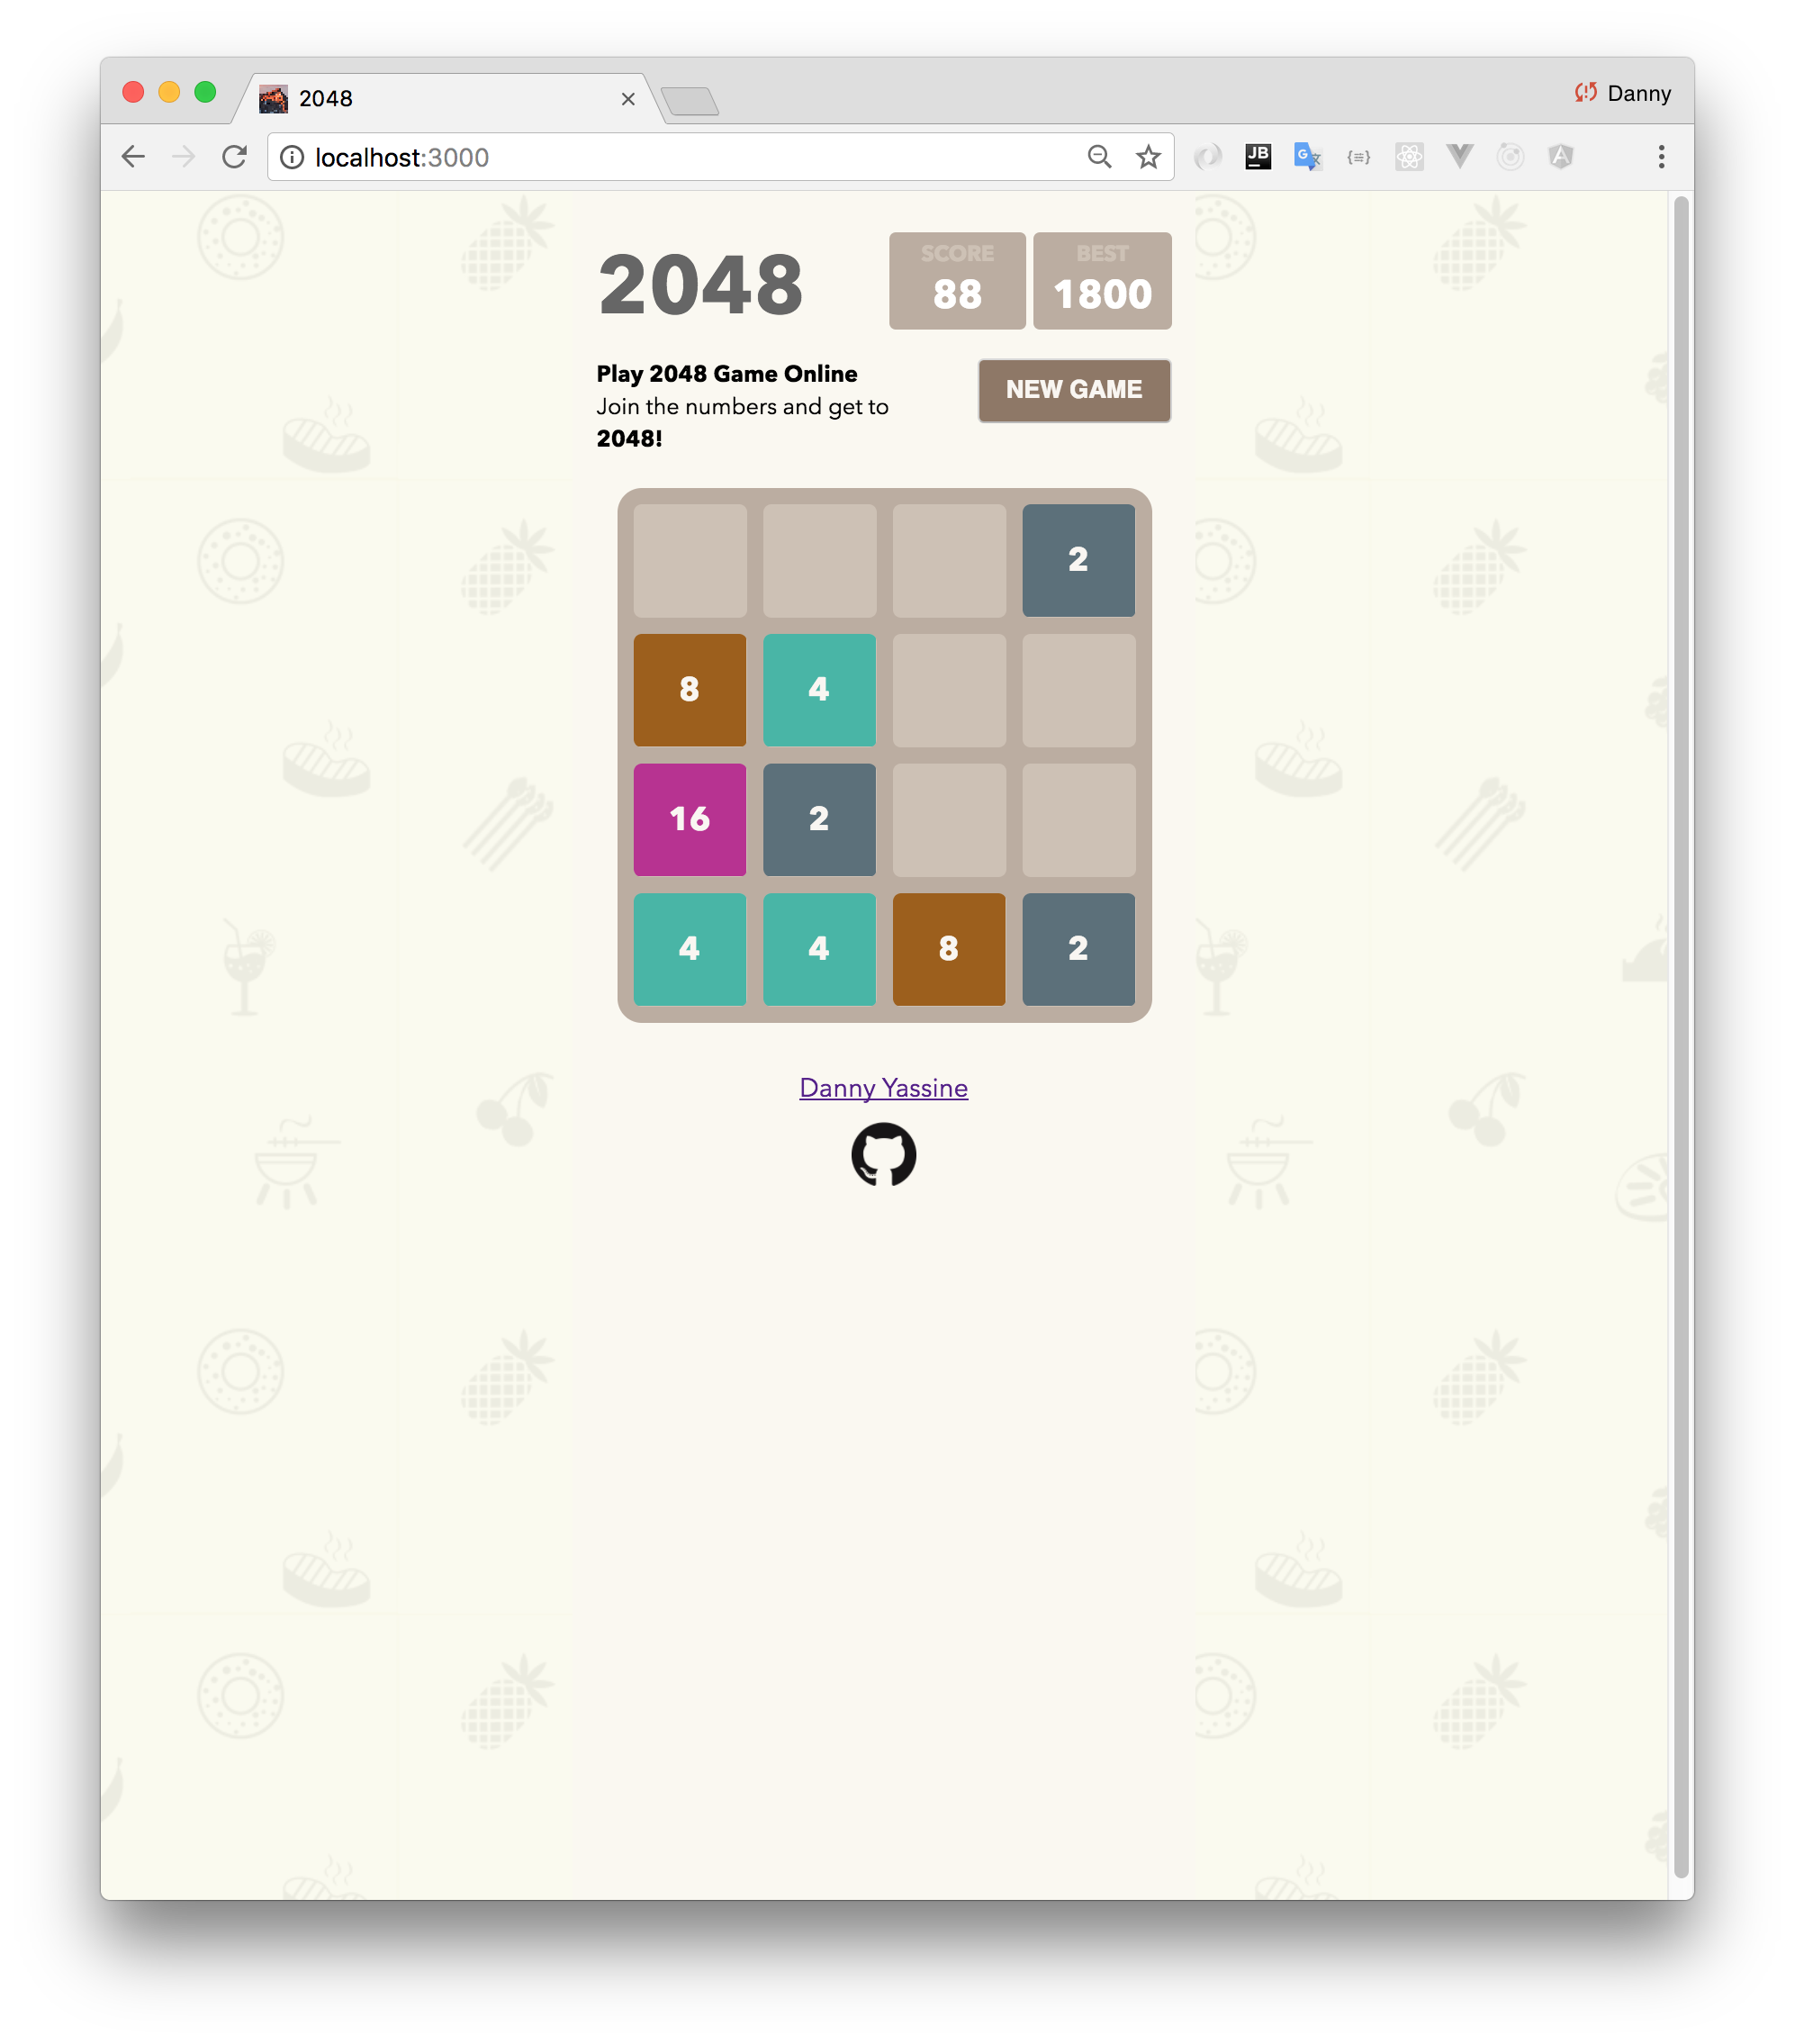 2048
Danny
localhost:3000
JB
G
{≡}
A
2048
SCORE
88
BEST
1800
Play 2048 Game Online
Join the numbers and get to
2048!
NEW GAME
2
8 4
16 2
4 4 8 2
Danny Yassine